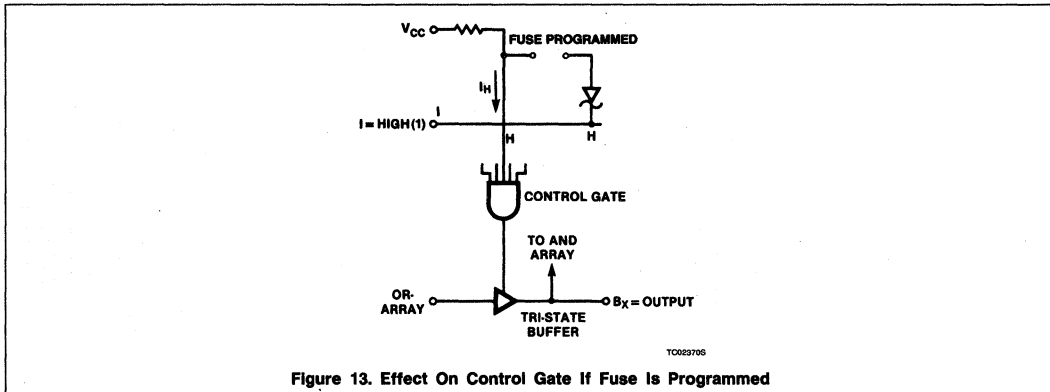 VCC
FUSE PROGRAMMED
IH
I
I = HIGH (1)
H
H
CONTROL GATE
TO AND
ARRAY
OR-
ARRAY
BX = OUTPUT
TRI-STATE
BUFFER
TC02370S
Figure 13. Effect On Control Gate If Fuse Is Programmed